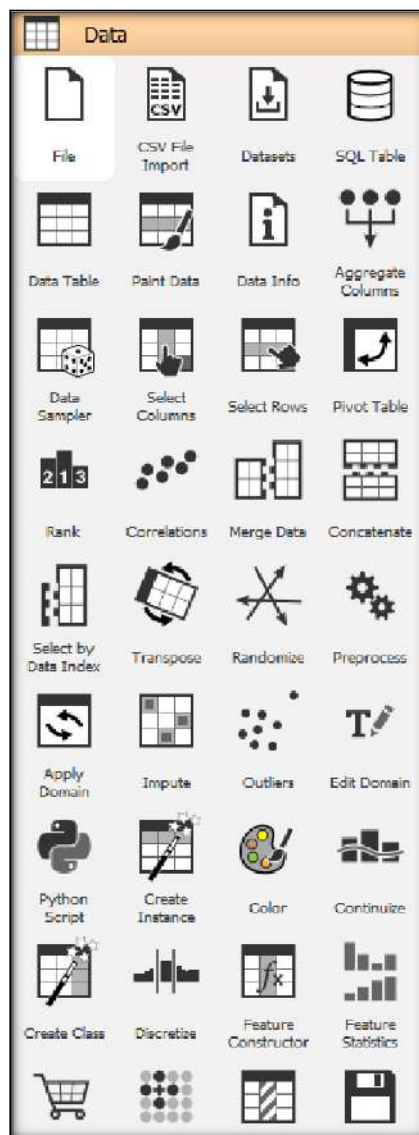 Data
File
CSV
CSV File
Import
Datasets
SQL Table
Data Table
Paint Data
i
Data Info
Aggregate
Columns
Data
Sampler
Select
Columns
Select Rows
Pivot Table
2 1 3
Rank
Correlations
Merge Data
Concatenate
Select by
Data Index
Transpose
Randomize
Preprocess
Apply
Domain
Impute
Outliers
T
Edit Domain
Python
Script
Create
Instance
Color
Continuize
Create Class
Discretize
fx
Feature
Constructor
Feature
Statistics